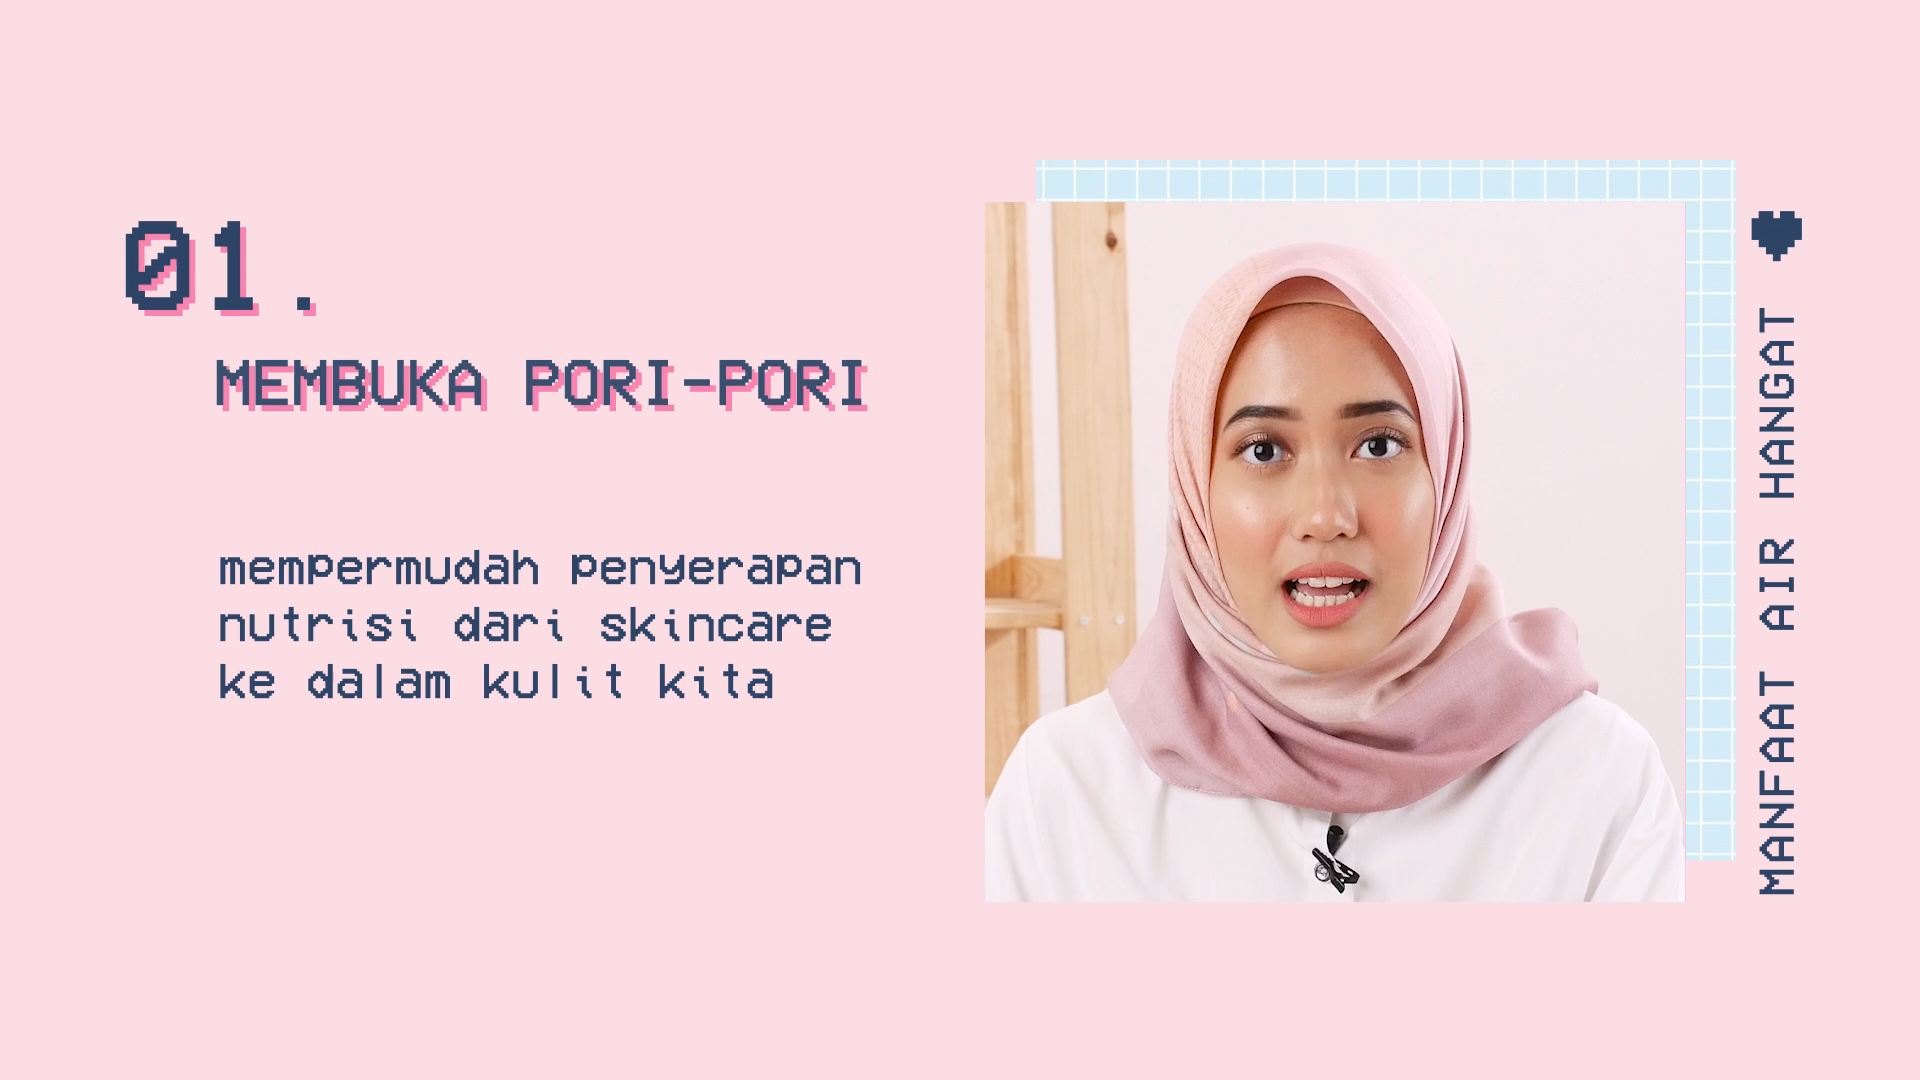 01.
MEMBUKA PORI-PORI
mempermudah penyerapan
nutrisi dari skincare
ke dalam kulit kita
MANFAAT AIR HANGAT